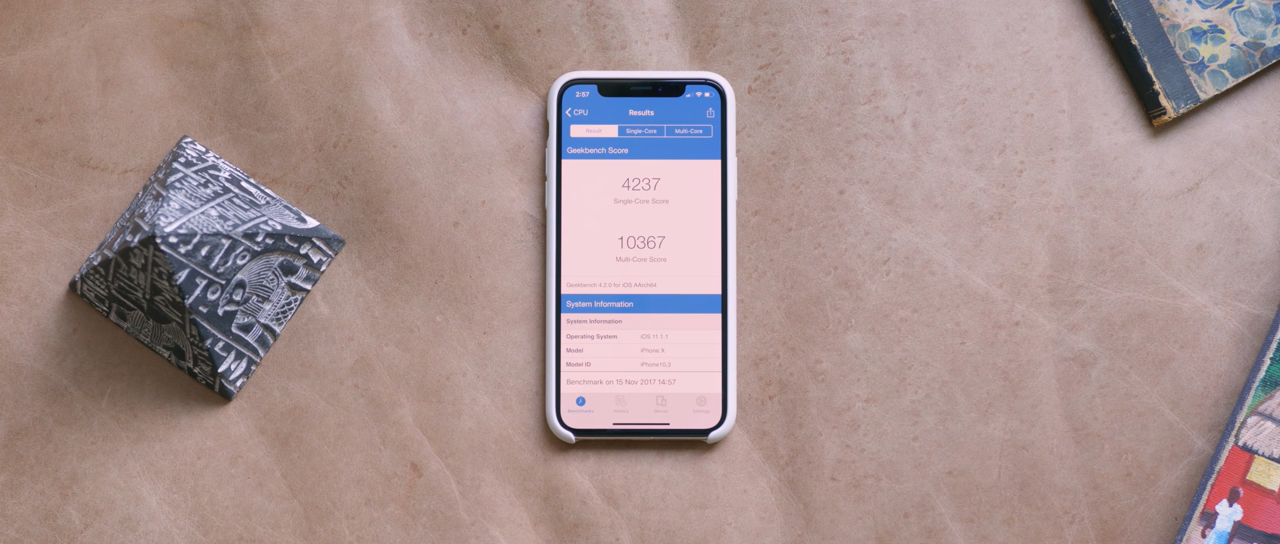 2:57
CPU
Results
Result Single-Core Multi-Core
Geekbench Score
4237
Single-Core Score
10367
Multi-Core Score
Geekbench 4.2.0 for iOS AArch64
System Information
System Information
Operating System iOS 11.1.1
Model iPhone X
Model ID iPhone10,3
Benchmark on 15 Nov 2017 14:57
Benchmarks